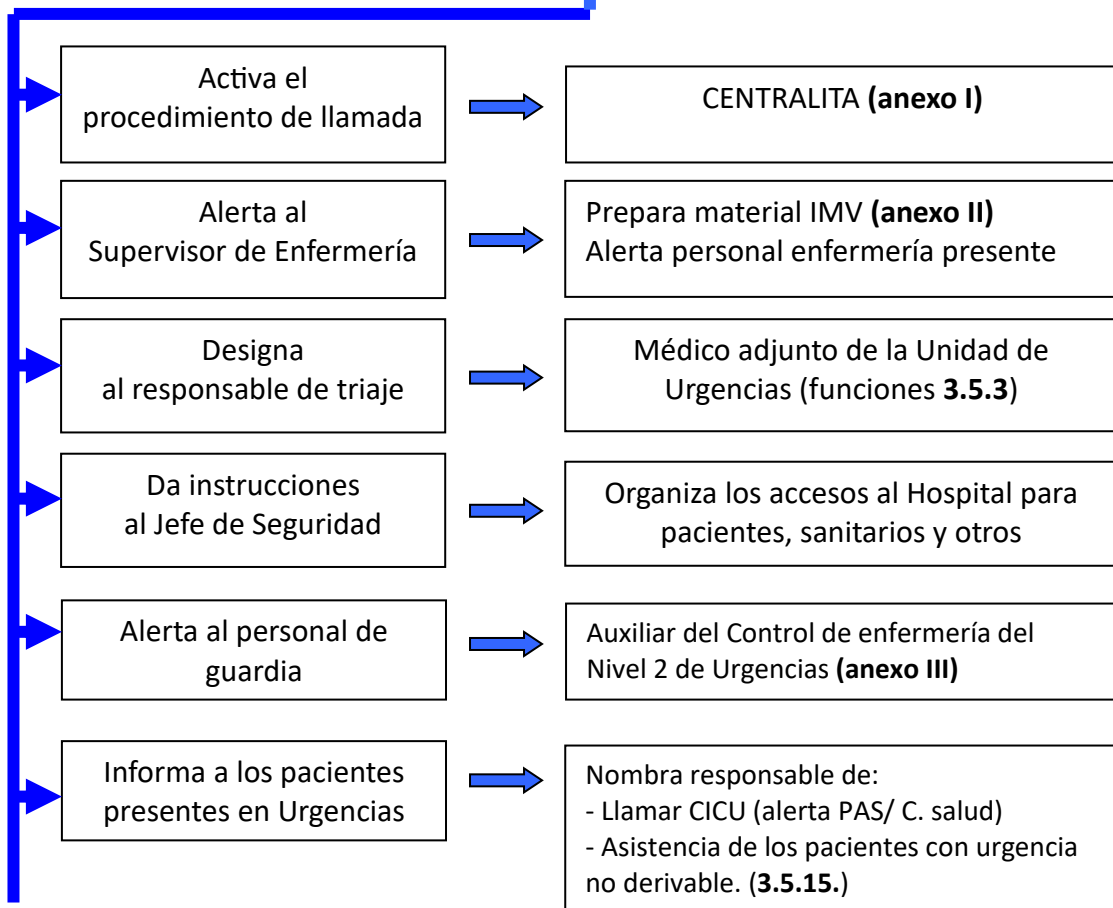 Activa el
procedimiento de llamada
CENTRALITA (anexo I)
Alerta al
Supervisor de Enfermería
Prepara material IMV (anexo II)
Alerta personal enfermería presente
Designa
al responsable de triaje
Médico adjunto de la Unidad de
Urgencias (funciones 3.5.3)
Da instrucciones
al Jefe de Seguridad
Organiza los accesos al Hospital para
pacientes, sanitarios y otros
Alerta al personal de
guardia
Auxiliar del Control de enfermería del
Nivel 2 de Urgencias (anexo III)
Informa a los pacientes
presentes en Urgencias
Nombra responsable de:
- Llamar CICU (alerta PAS/ C. salud)
- Asistencia de los pacientes con urgencia
no derivable. (3.5.15.)